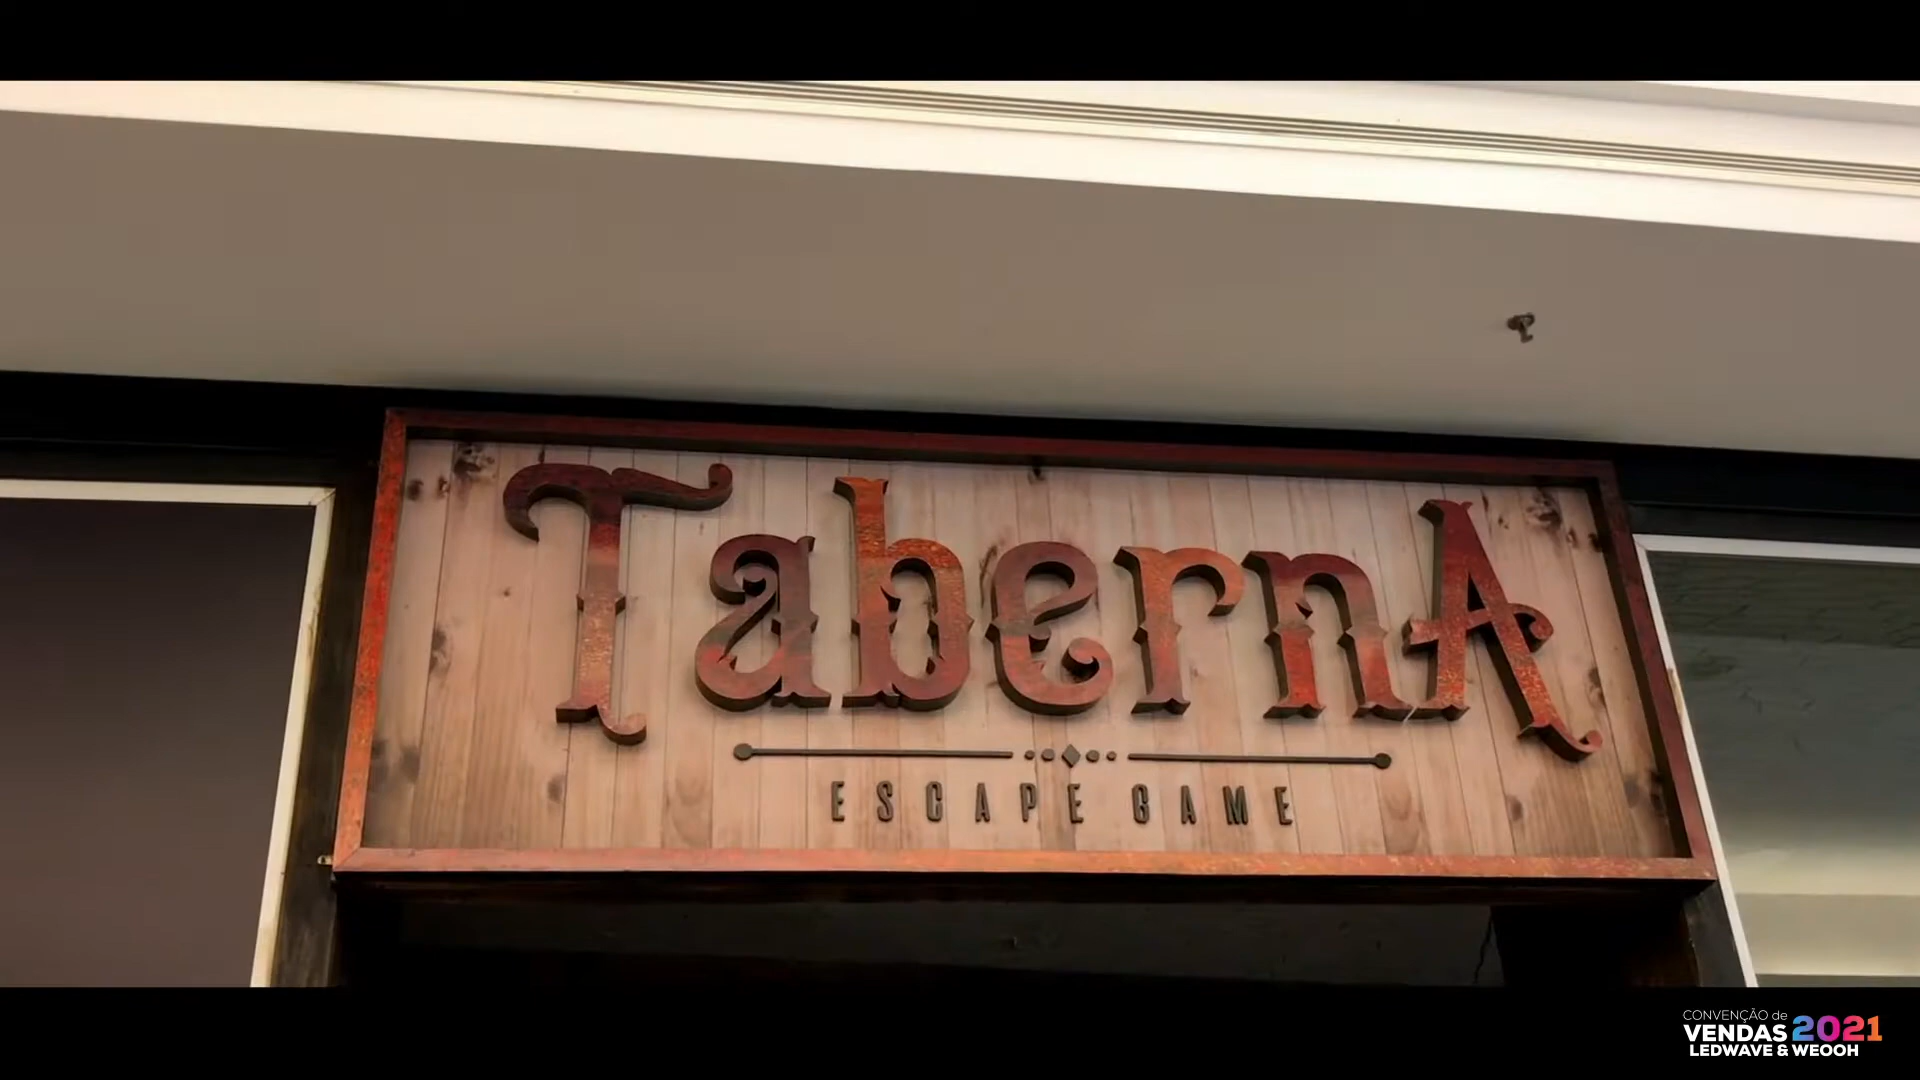 TabernA
ESCAPE GAME
CONVENÇÃO de
VENDAS 2021
LEDWAVE & WEOOH